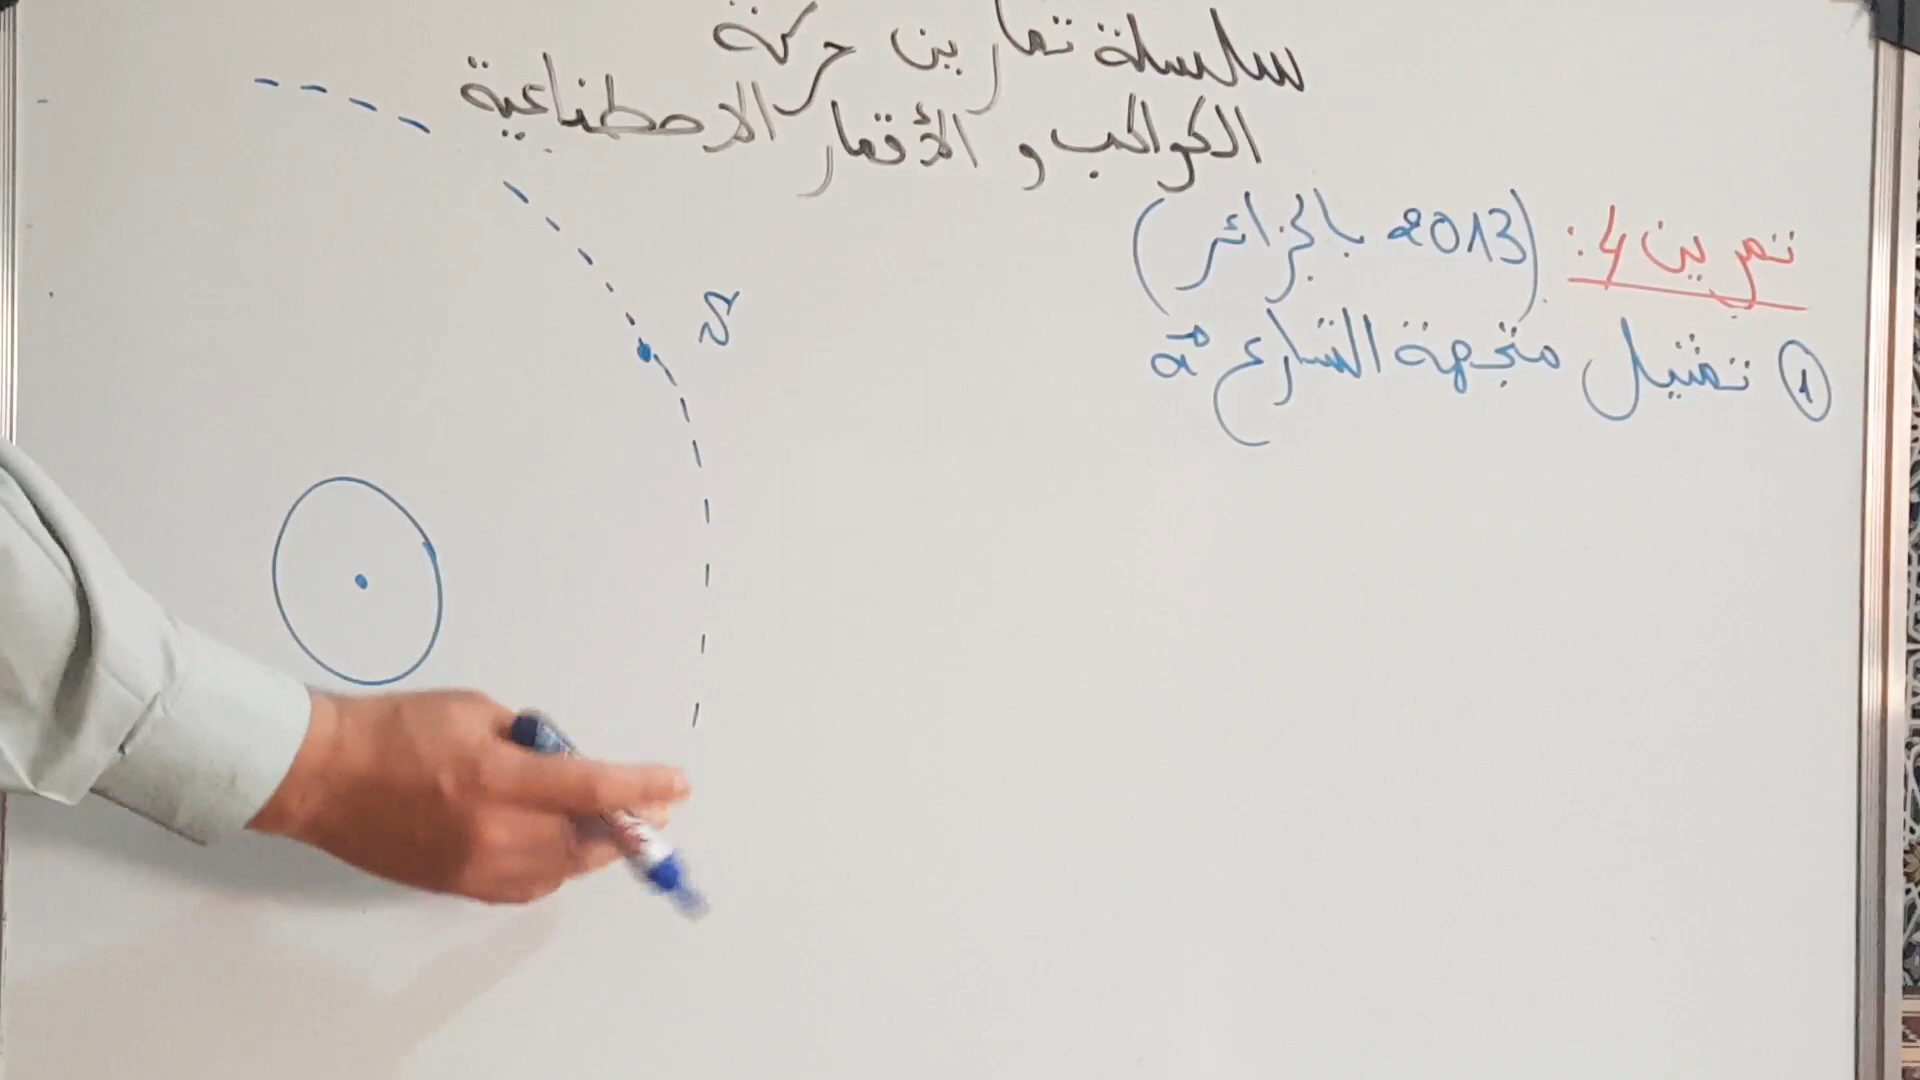 سلسلة تمارين حركة
الكواكب و الأقمار الاصطناعية
تمرين 4: (2013 بالجزائر)
① تمثيل متجهة التسارع a⃗
S